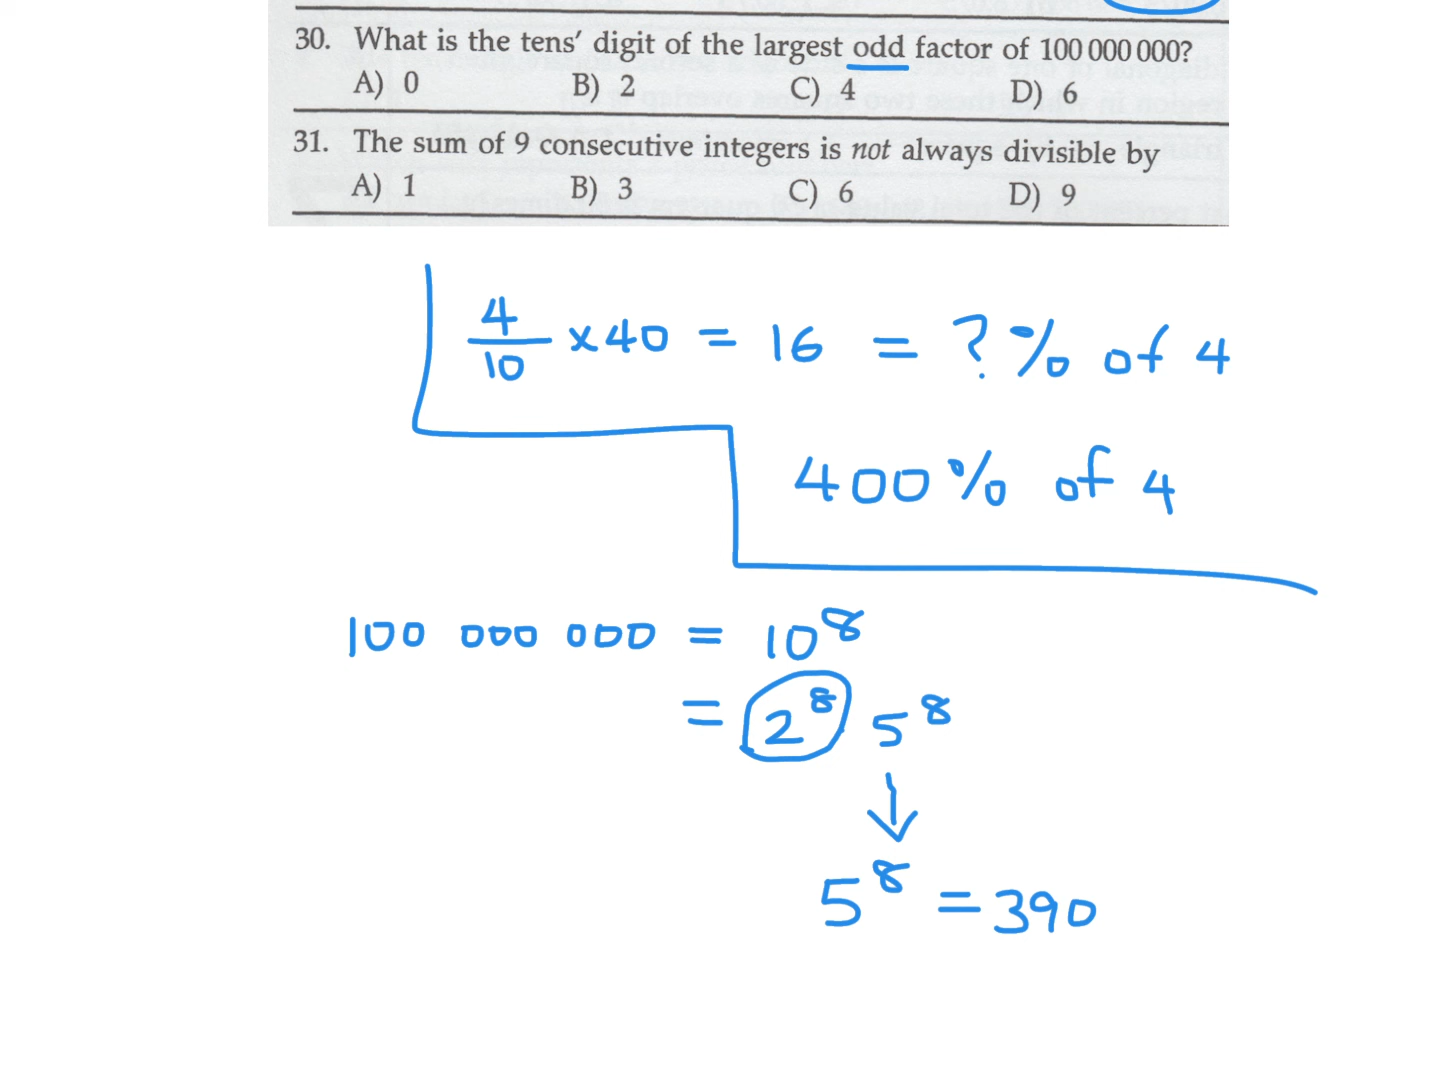 30. What is the tens' digit of the largest odd factor of 100 000 000?
A) 0 B) 2 C) 4 D) 6
31. The sum of 9 consecutive integers is not always divisible by
A) 1 B) 3 C) 6 D) 9
4/10 × 40 = 16 = ?% of 4
400% of 4
100 000 000 = 10^8
= 2^8 5^8
↓
5^8 = 390